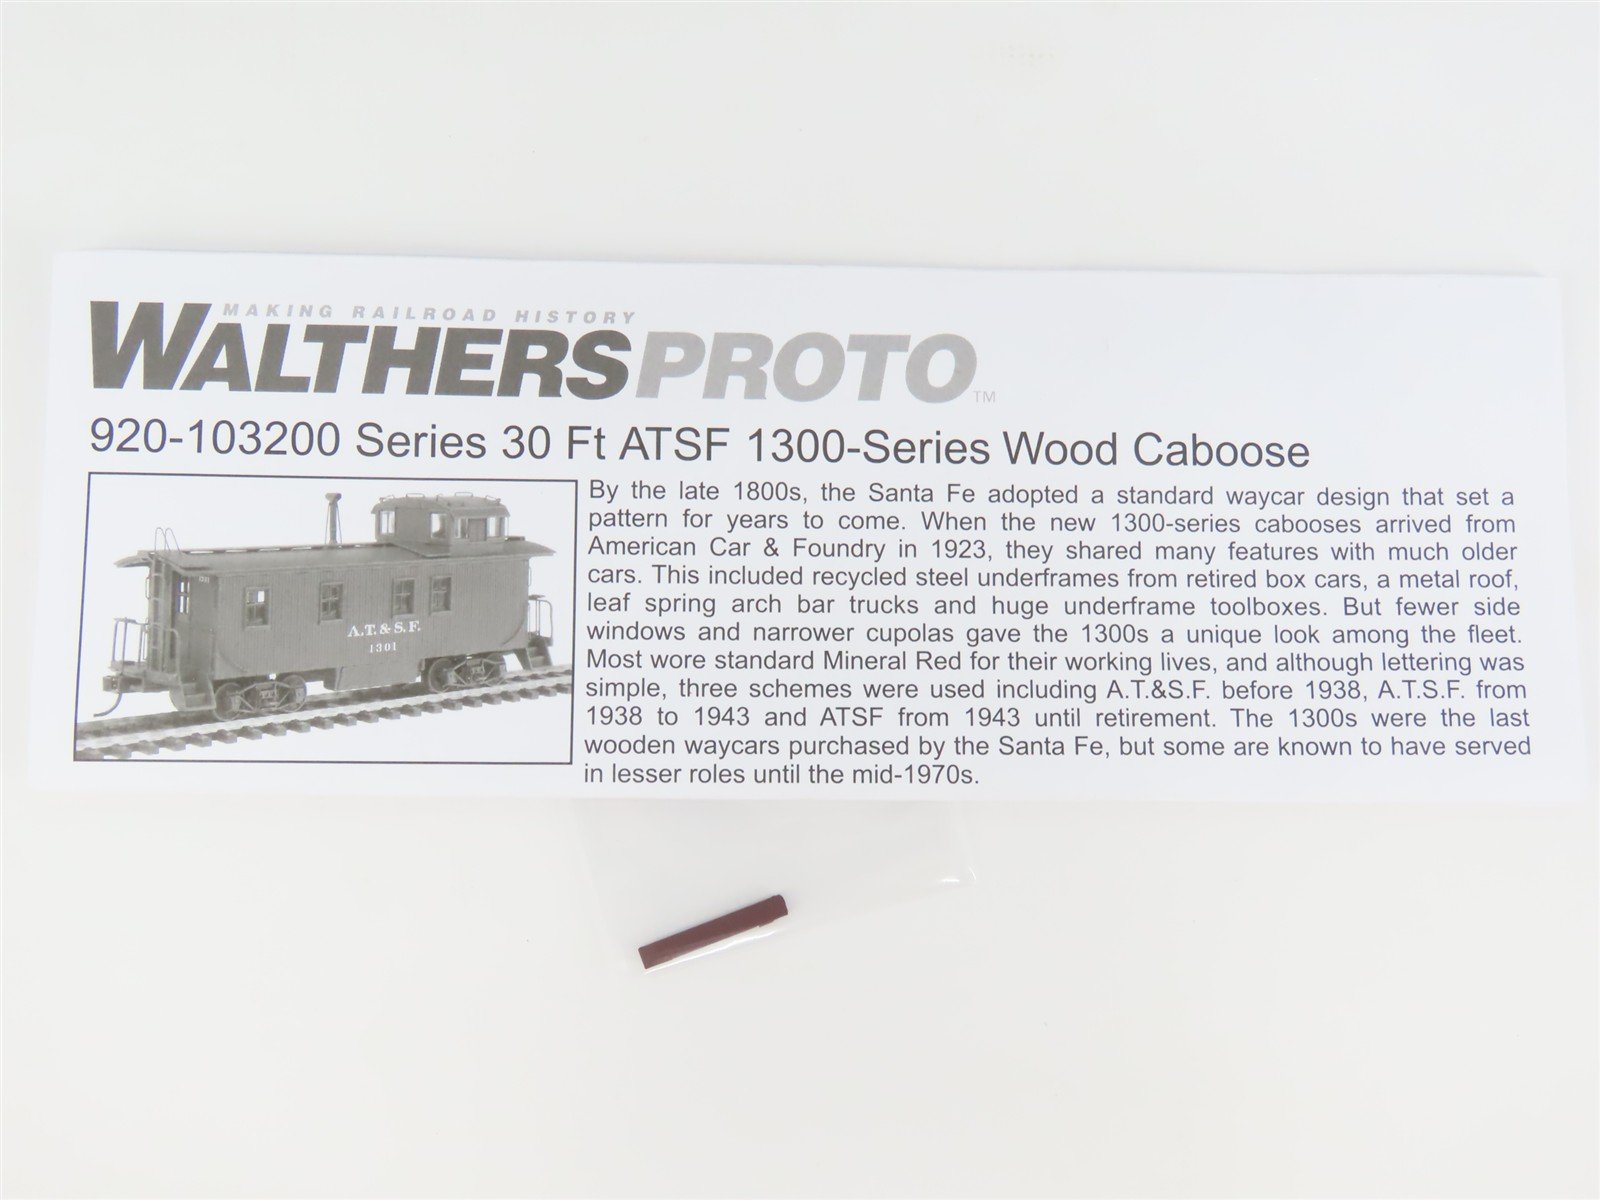 MAKING RAILROAD HISTORY
WALTHERSPROTO™
920-103200 Series 30 Ft ATSF 1300-Series Wood Caboose
By the late 1800s, the Santa Fe adopted a standard waycar design that set a
pattern for years to come. When the new 1300-series cabooses arrived from
American Car & Foundry in 1923, they shared many features with much older
cars. This included recycled steel underframes from retired box cars, a metal roof,
leaf spring arch bar trucks and huge underframe toolboxes. But fewer side
windows and narrower cupolas gave the 1300s a unique look among the fleet.
Most wore standard Mineral Red for their working lives, and although lettering was
simple, three schemes were used including A.T.&S.F. before 1938, A.T.S.F. from
1938 to 1943 and ATSF from 1943 until retirement. The 1300s were the last
wooden waycars purchased by the Santa Fe, but some are known to have served
in lesser roles until the mid-1970s.
A.T.&S.F.
1301